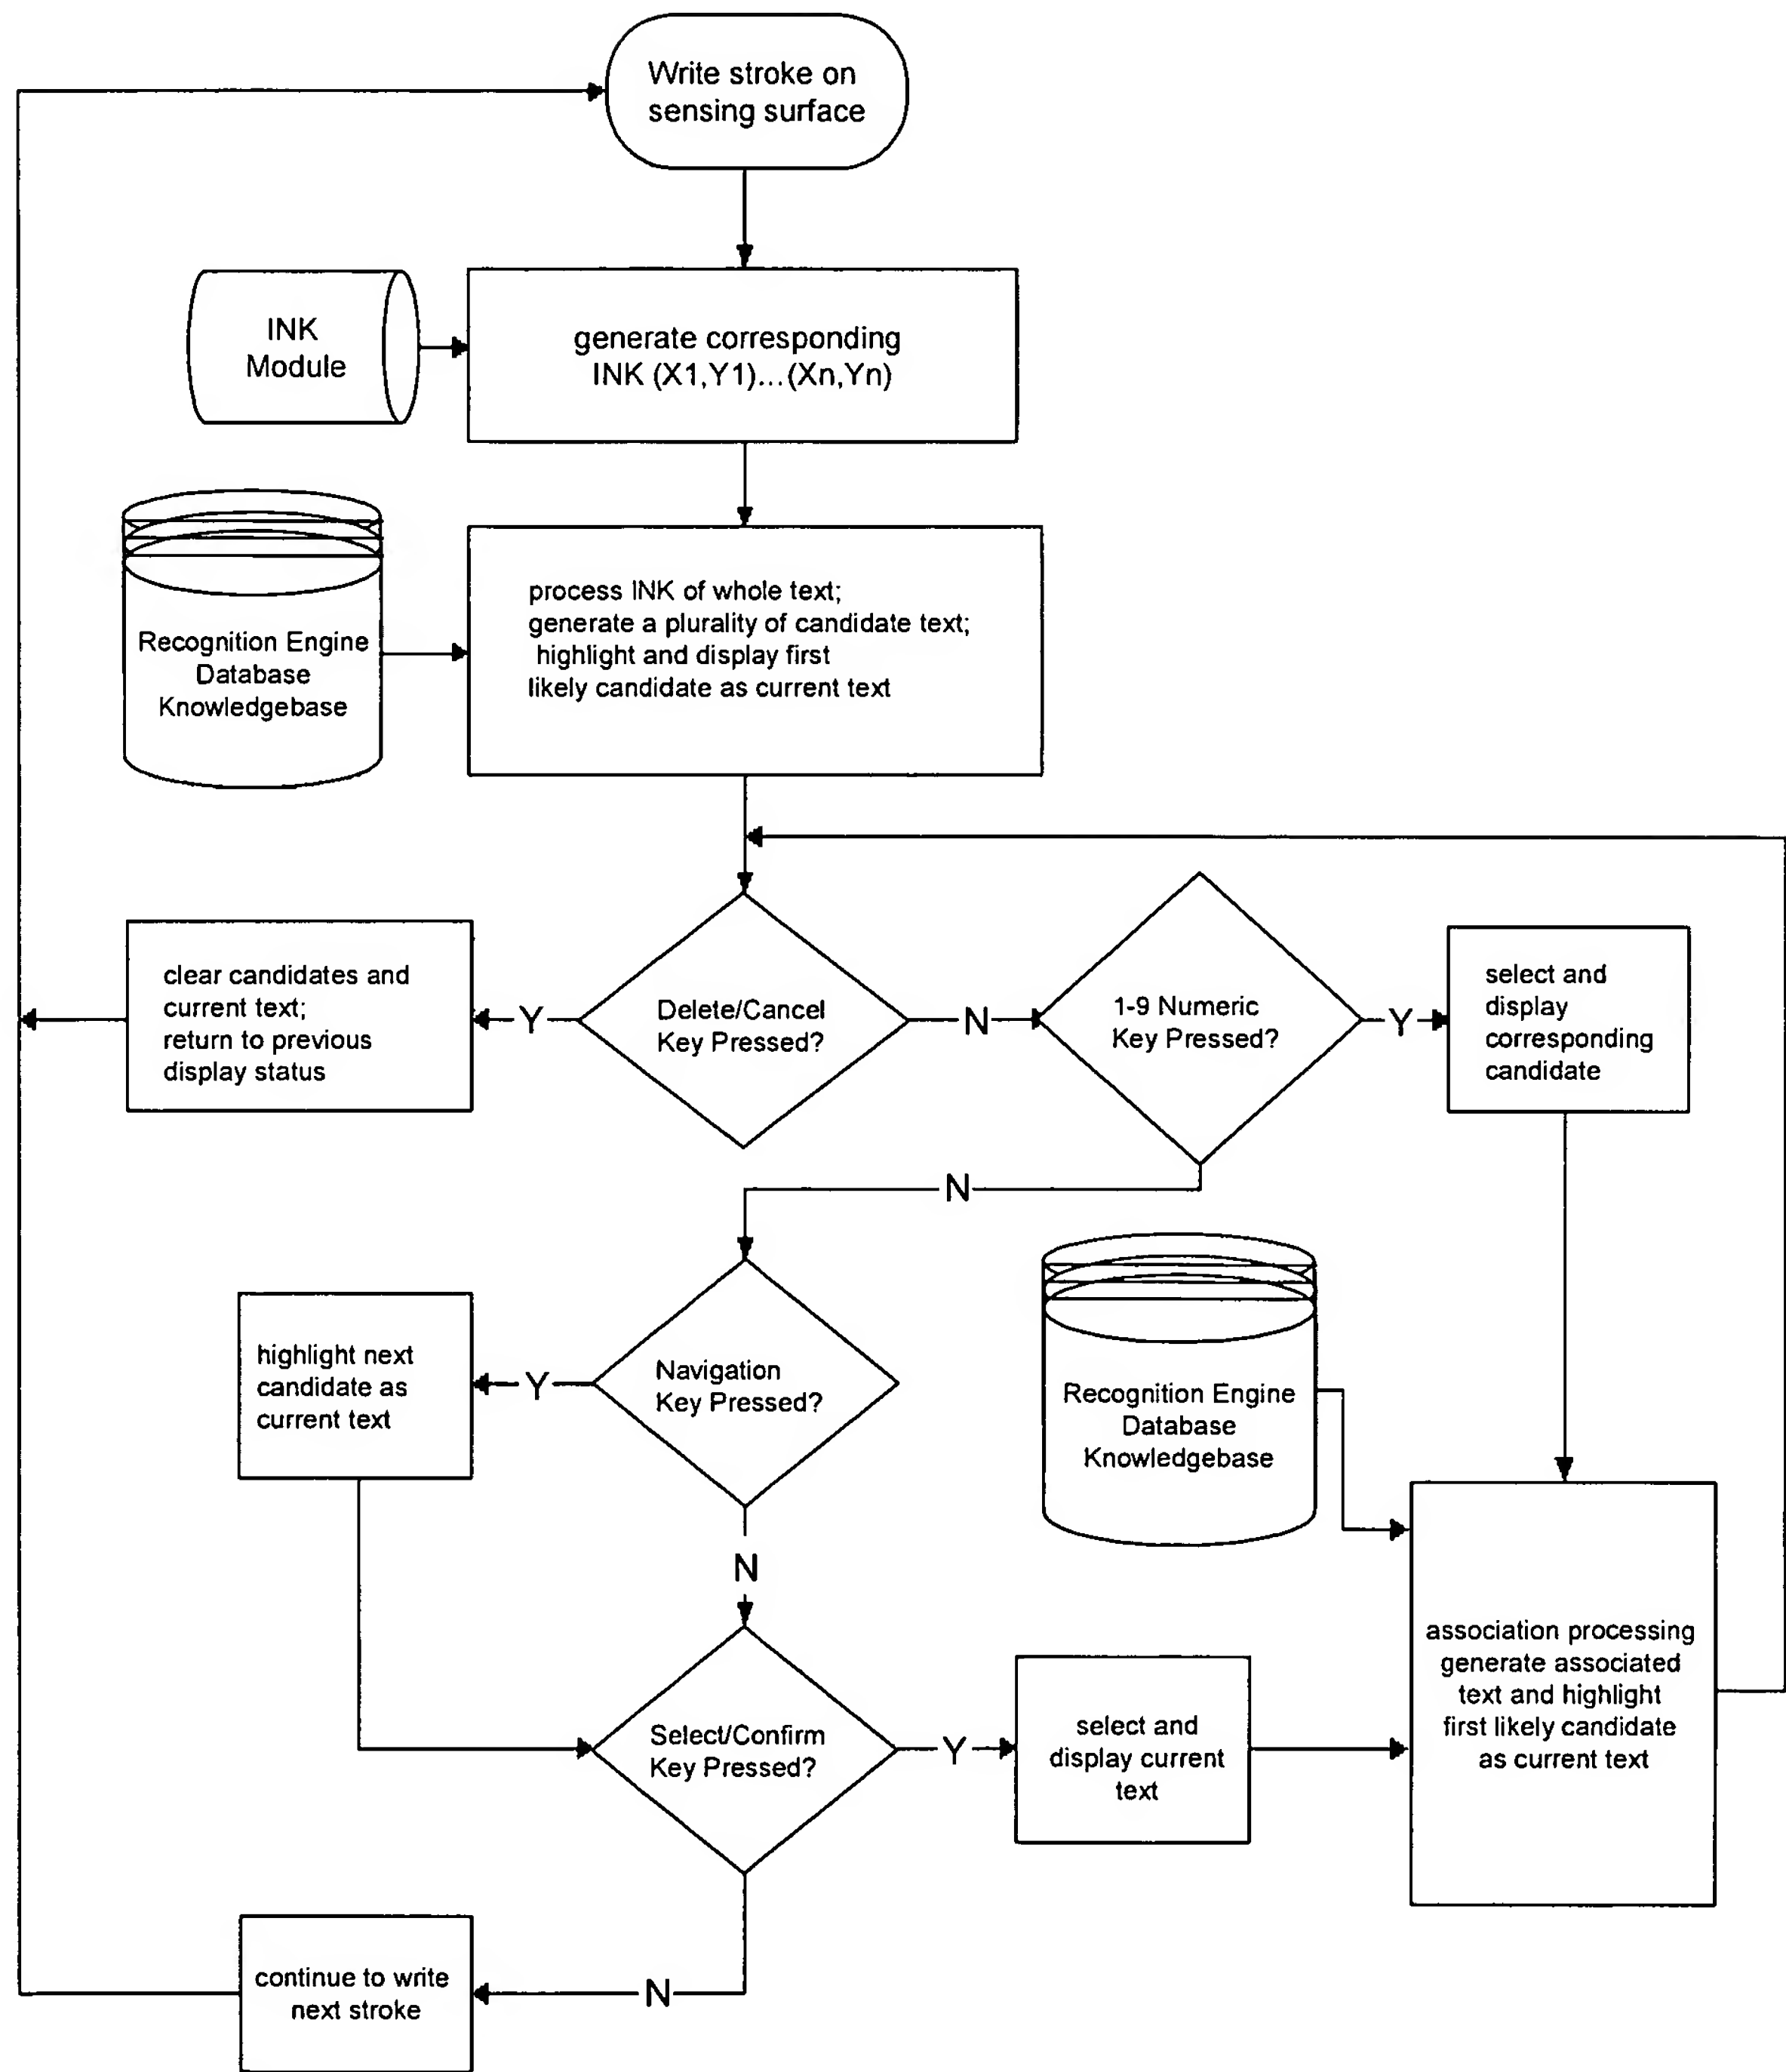 Write stroke on
sensing surface
INK
Module
generate corresponding
INK (X1,Y1)...(Xn,Yn)
Recognition Engine
Database
Knowledgebase
process INK of whole text;
generate a plurality of candidate text;
highlight and display first
likely candidate as current text
clear candidates and
current text;
return to previous
display status
Y
Delete/Cancel
Key Pressed?
N
1-9 Numeric
Key Pressed?
Y
select and
display
corresponding
candidate
N
highlight next
candidate as
current text
Y
Navigation
Key Pressed?
Recognition Engine
Database
Knowledgebase
N
association processing
generate associated
text and highlight
first likely candidate
as current text
Select/Confirm
Key Pressed?
Y
select and
display current
text
continue to write
next stroke
N